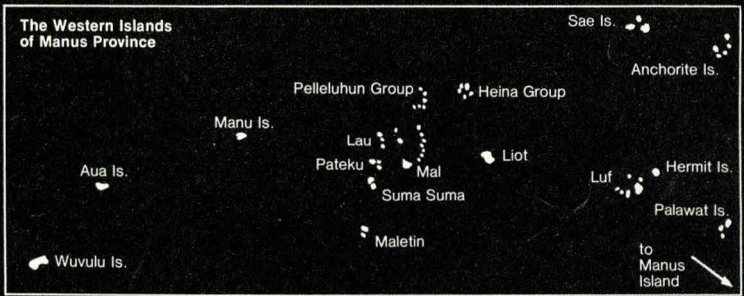 The Western Islands
of Manus Province
Sae Is.
Anchorite Is.
Pelleluhun Group
Heina Group
Manu Is.
Lau
Liot
Pateku
Mal
Aua Is.
Hermit Is.
Luf
Suma Suma
Palawat Is.
Maletin
to
Manus
Island
Wuvulu Is.